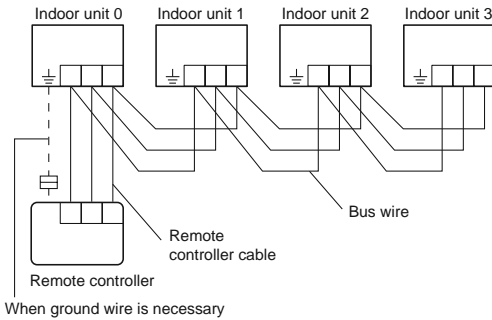 Indoor unit 0
Indoor unit 1
Indoor unit 2
Indoor unit 3
Bus wire
Remote
controller cable
Remote controller
When ground wire is necessary